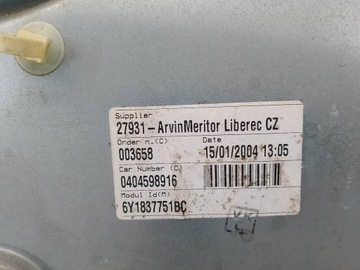 Supplier
27931-ArvinMeritor Liberec CZ
Order n.(C) Date
003658 15/01/2004 13:05
Car Number (C)
0404598916
Modul Id(M)
6Y1837751BC